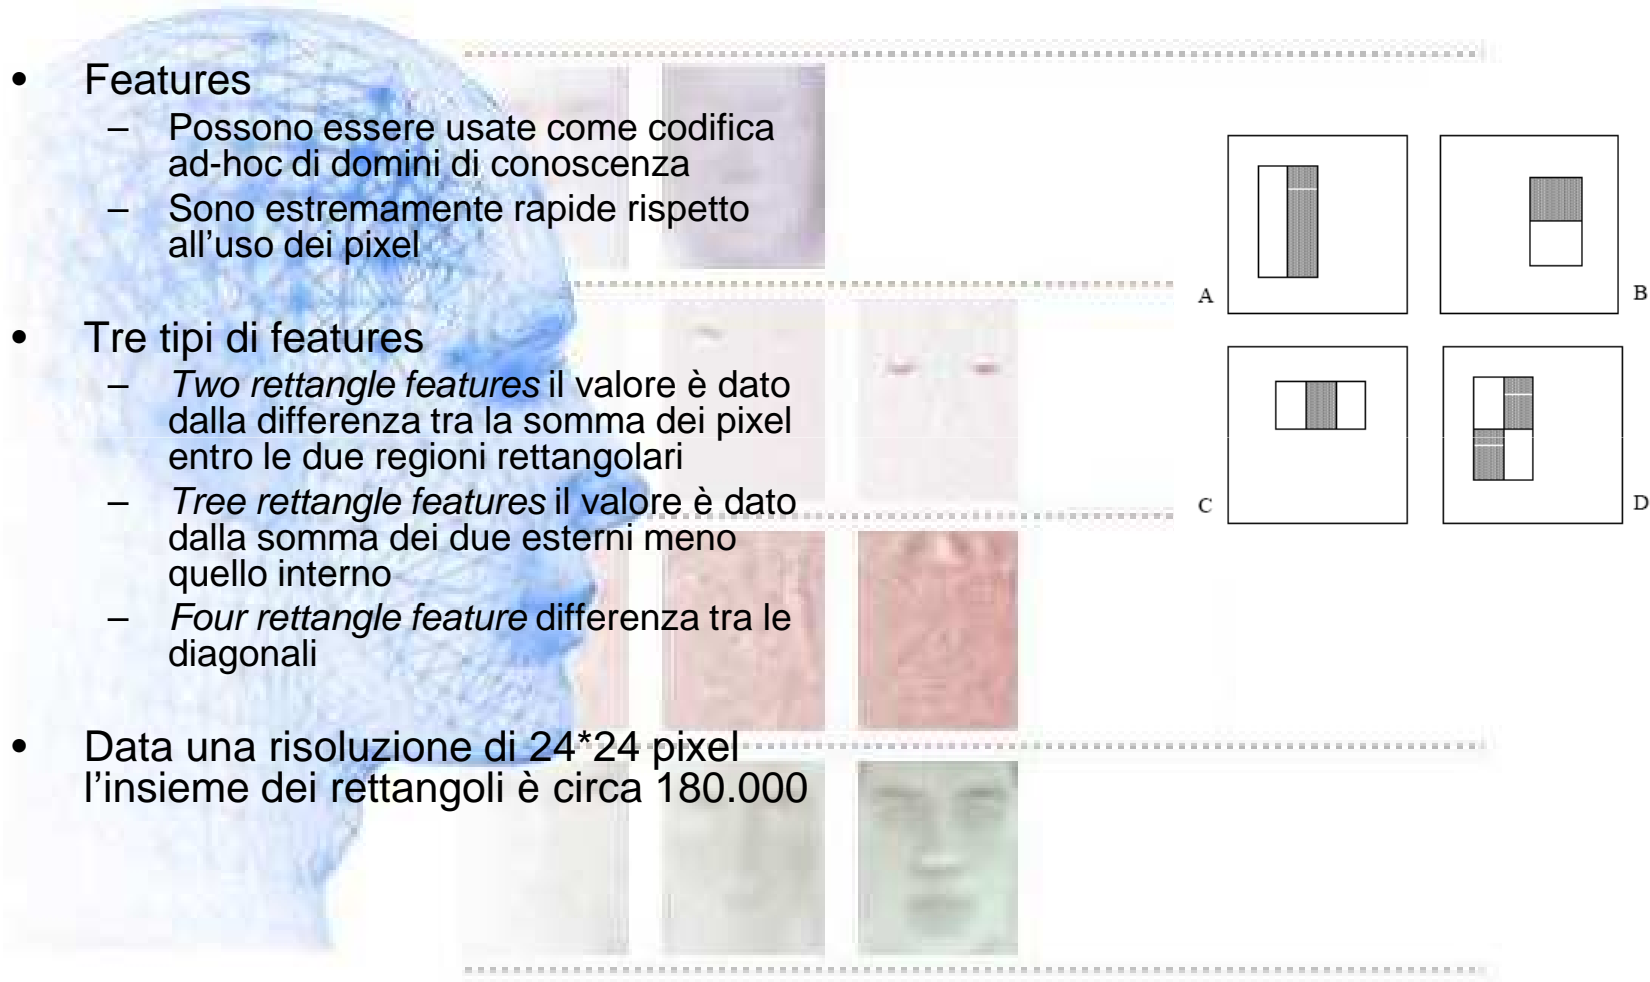 • Features
– Possono essere usate come codifica
ad-hoc di domini di conoscenza
– Sono estremamente rapide rispetto
all'uso dei pixel
• Tre tipi di features
– Two rettangle features il valore è dato
dalla differenza tra la somma dei pixel
entro le due regioni rettangolari
– Tree rettangle features il valore è dato
dalla somma dei due esterni meno
quello interno
– Four rettangle feature differenza tra le
diagonali
• Data una risoluzione di 24*24 pixel
l'insieme dei rettangoli è circa 180.000
A
B
C
D